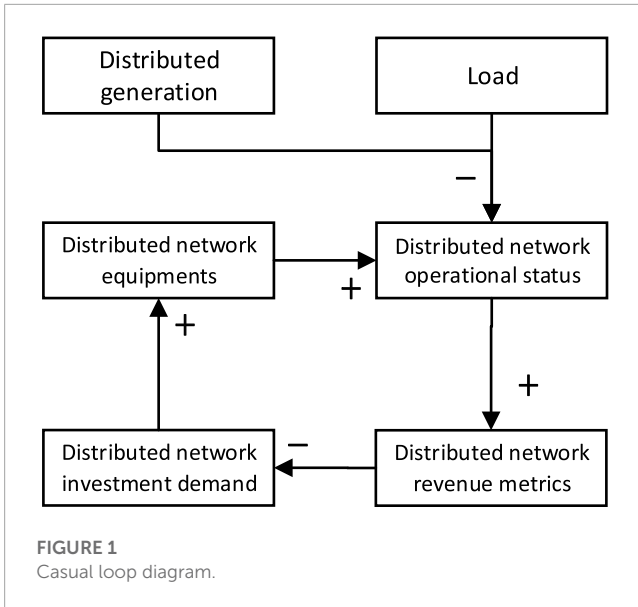 Distributed
generation
Load
−
Distributed network
equipments
+
Distributed network
operational status
+
+
Distributed network
investment demand
−
Distributed network
revenue metrics
FIGURE 1
Casual loop diagram.